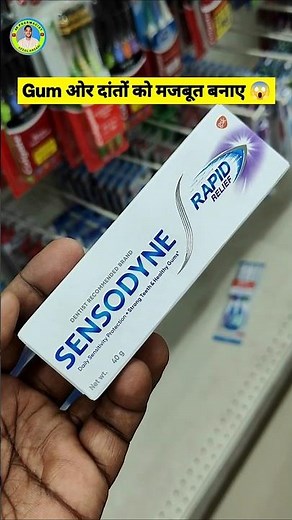 Gum ओर दांतों को मजबूत बनाए 😱
RAPID
RELIEF
DENTIST RECOMMENDED BRAND
SENSODYNE
Daily Sensitivity Protection • Strong Teeth & Healthy Gums*
Net wt. 40 g